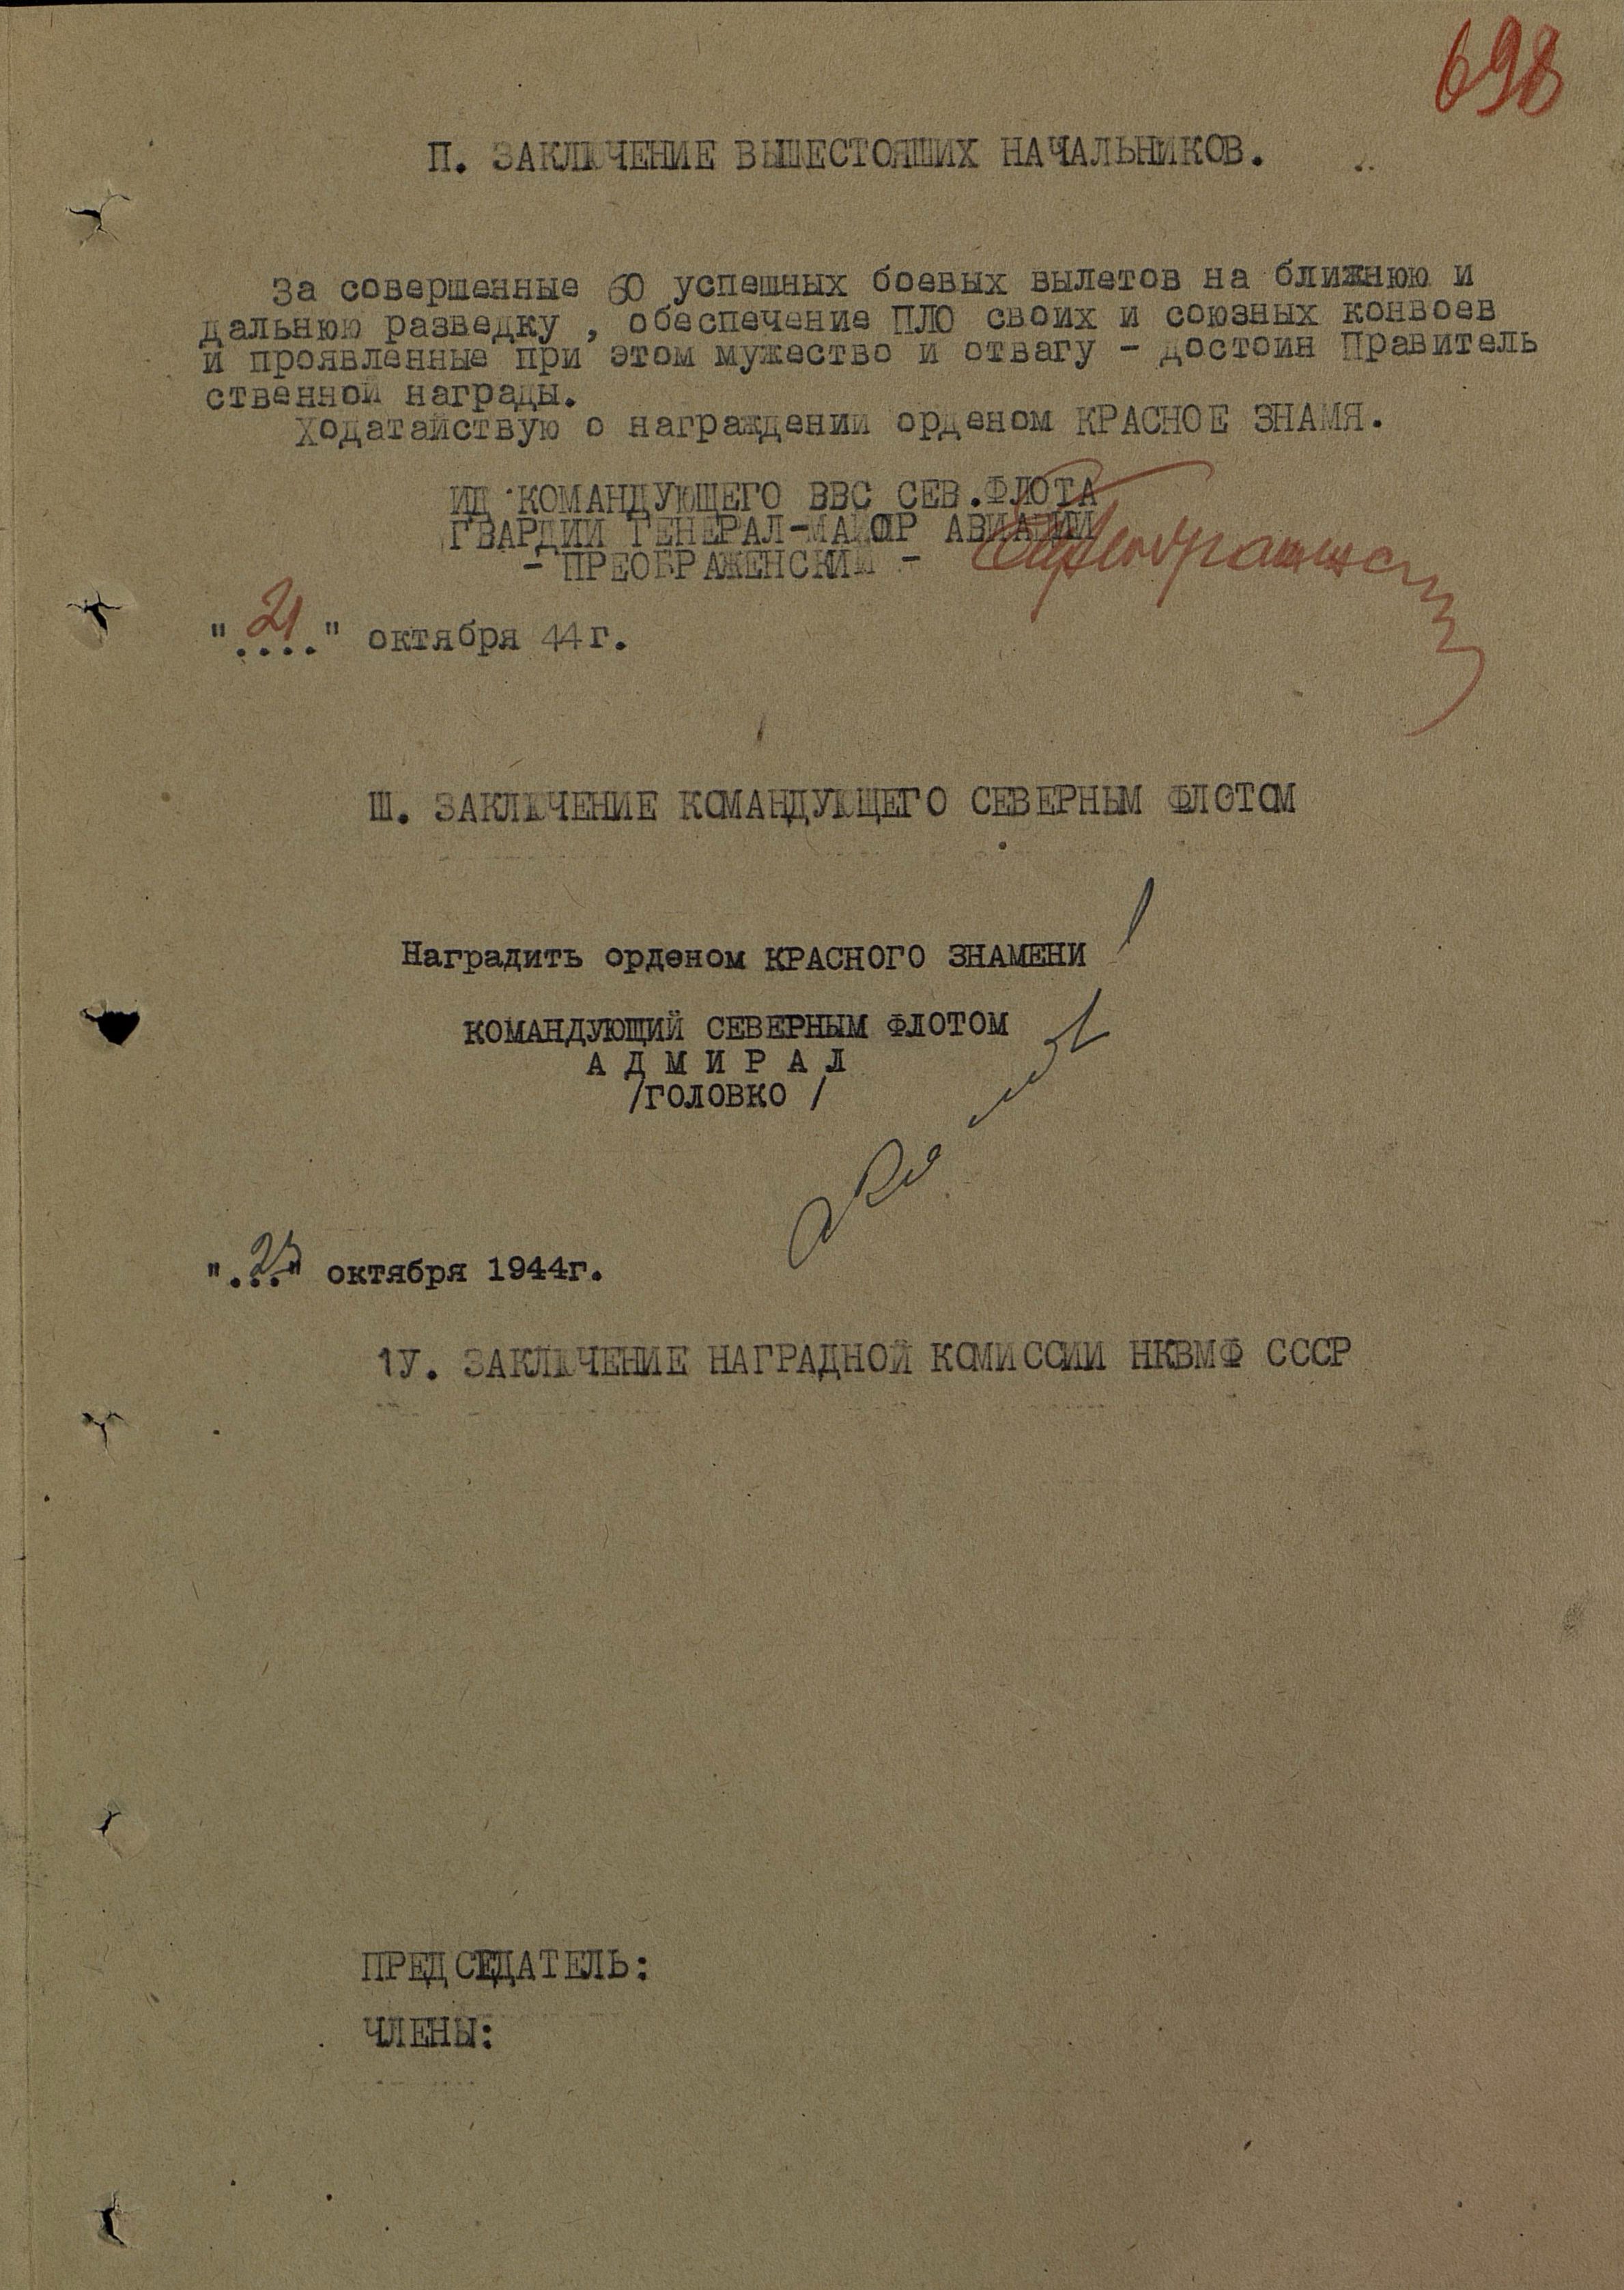 698
П. ЗАКЛЮЧЕНИЕ ВЫШЕСТОЯШИХ НАЧАЛЬНИКОВ.
За совершенные 60 успешных боевых вылетов на ближнюю и
дальнюю разведку , обеспечение ПЛО своих и союзных конвоев
и проявленные при этом мужество и отвагу - достоин Правитель
ственной награды.
Ходатайствую о награждении орденом КРАСНОЕ ЗНАМЯ.
ИД КОМАНДУЮЩЕГО ВВС СЕВ.ФЛОТА
ГВАРДИИ ГЕНЕРАЛ-МАЙОР АВИАЦИИ
- ПРЕОБРАЖЕНСКИЙ -
"21" октября 44г.
Ш. ЗАКЛЮЧЕНИЕ КОМАНДУЮЩЕГО СЕВЕРНЫМ ФЛОТОМ
Наградить орденом КРАСНОГО ЗНАМЕНИ
КОМАНДУЮЩИЙ СЕВЕРНЫМ ФЛОТОМ
А Д М И Р А Л
/ГОЛОВКО /
"...." октября 1944г.
1У. ЗАКЛЮЧЕНИЕ НАГРАДНОЙ КОМИССИИ НКВМФ СССР
ПРЕДСЕДАТЕЛЬ:
ЧЛЕНЫ: